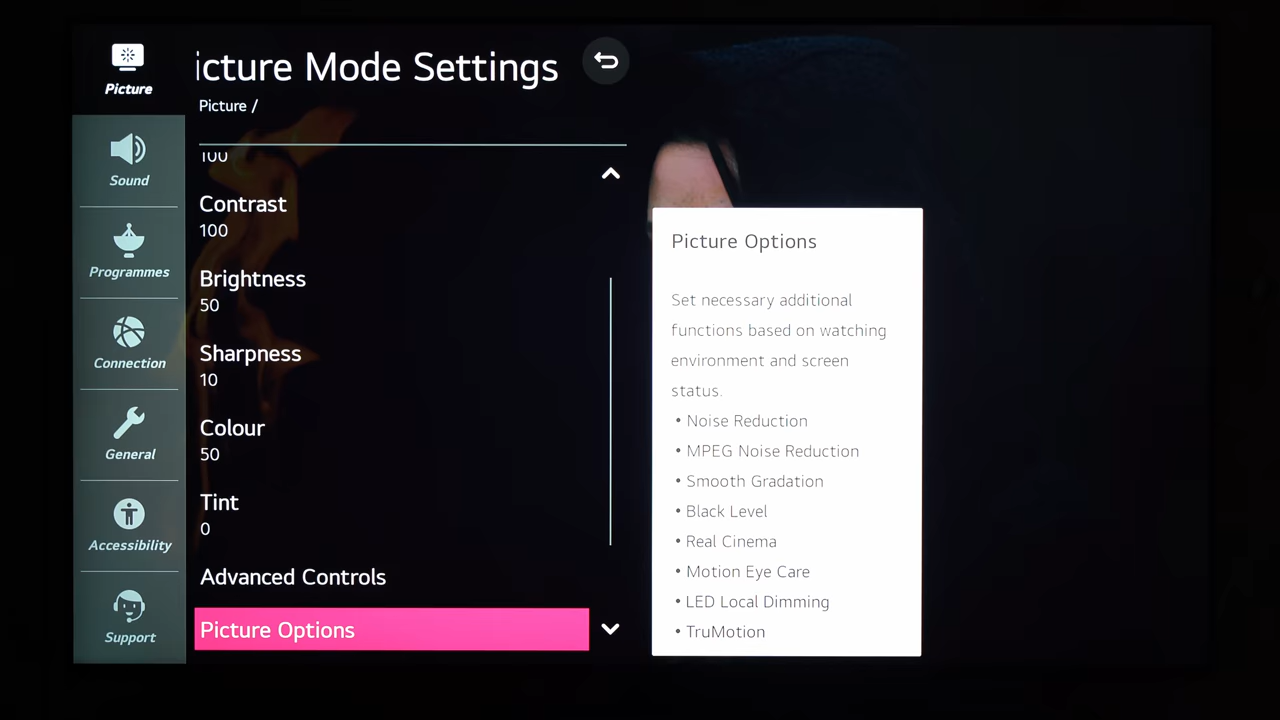 Picture
icture Mode Settings
Picture /
Sound
Programmes
Connection
General
Accessibility
Support
100
Contrast
100
Brightness
50
Sharpness
10
Colour
50
Tint
0
Advanced Controls
Picture Options
Picture Options
Set necessary additional
functions based on watching
environment and screen
status.
• Noise Reduction
• MPEG Noise Reduction
• Smooth Gradation
• Black Level
• Real Cinema
• Motion Eye Care
• LED Local Dimming
• TruMotion